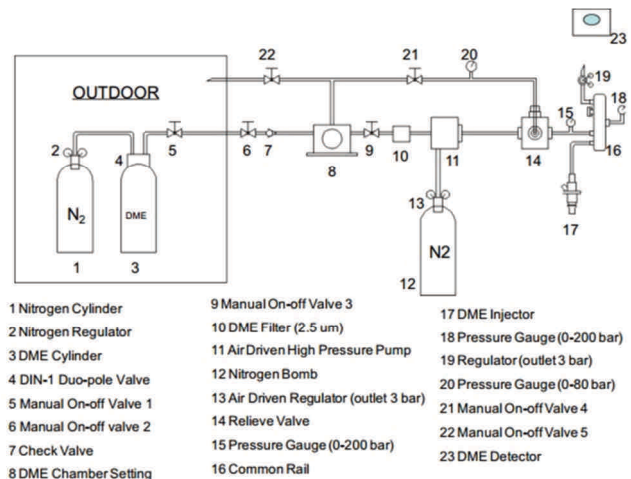 22
21
20
23
OUTDOOR
19
18
15
2
4
5
6
7
9
10
11
14
16
8
N2
DME
13
17
N2
1
3
12
1 Nitrogen Cylinder
2 Nitrogen Regulator
3 DME Cylinder
4 DIN-1 Duo-pole Valve
5 Manual On-off Valve 1
6 Manual On-off valve 2
7 Check Valve
8 DME Chamber Setting
9 Manual On-off Valve 3
10 DME Filter (2.5 um)
11 Air Driven High Pressure Pump
12 Nitrogen Bomb
13 Air Driven Regulator (outlet 3 bar)
14 Relieve Valve
15 Pressure Gauge (0-200 bar)
16 Common Rail
17 DME Injector
18 Pressure Gauge (0-200 bar)
19 Regulator (outlet 3 bar)
20 Pressure Gauge (0-80 bar)
21 Manual On-off Valve 4
22 Manual On-off Valve 5
23 DME Detector